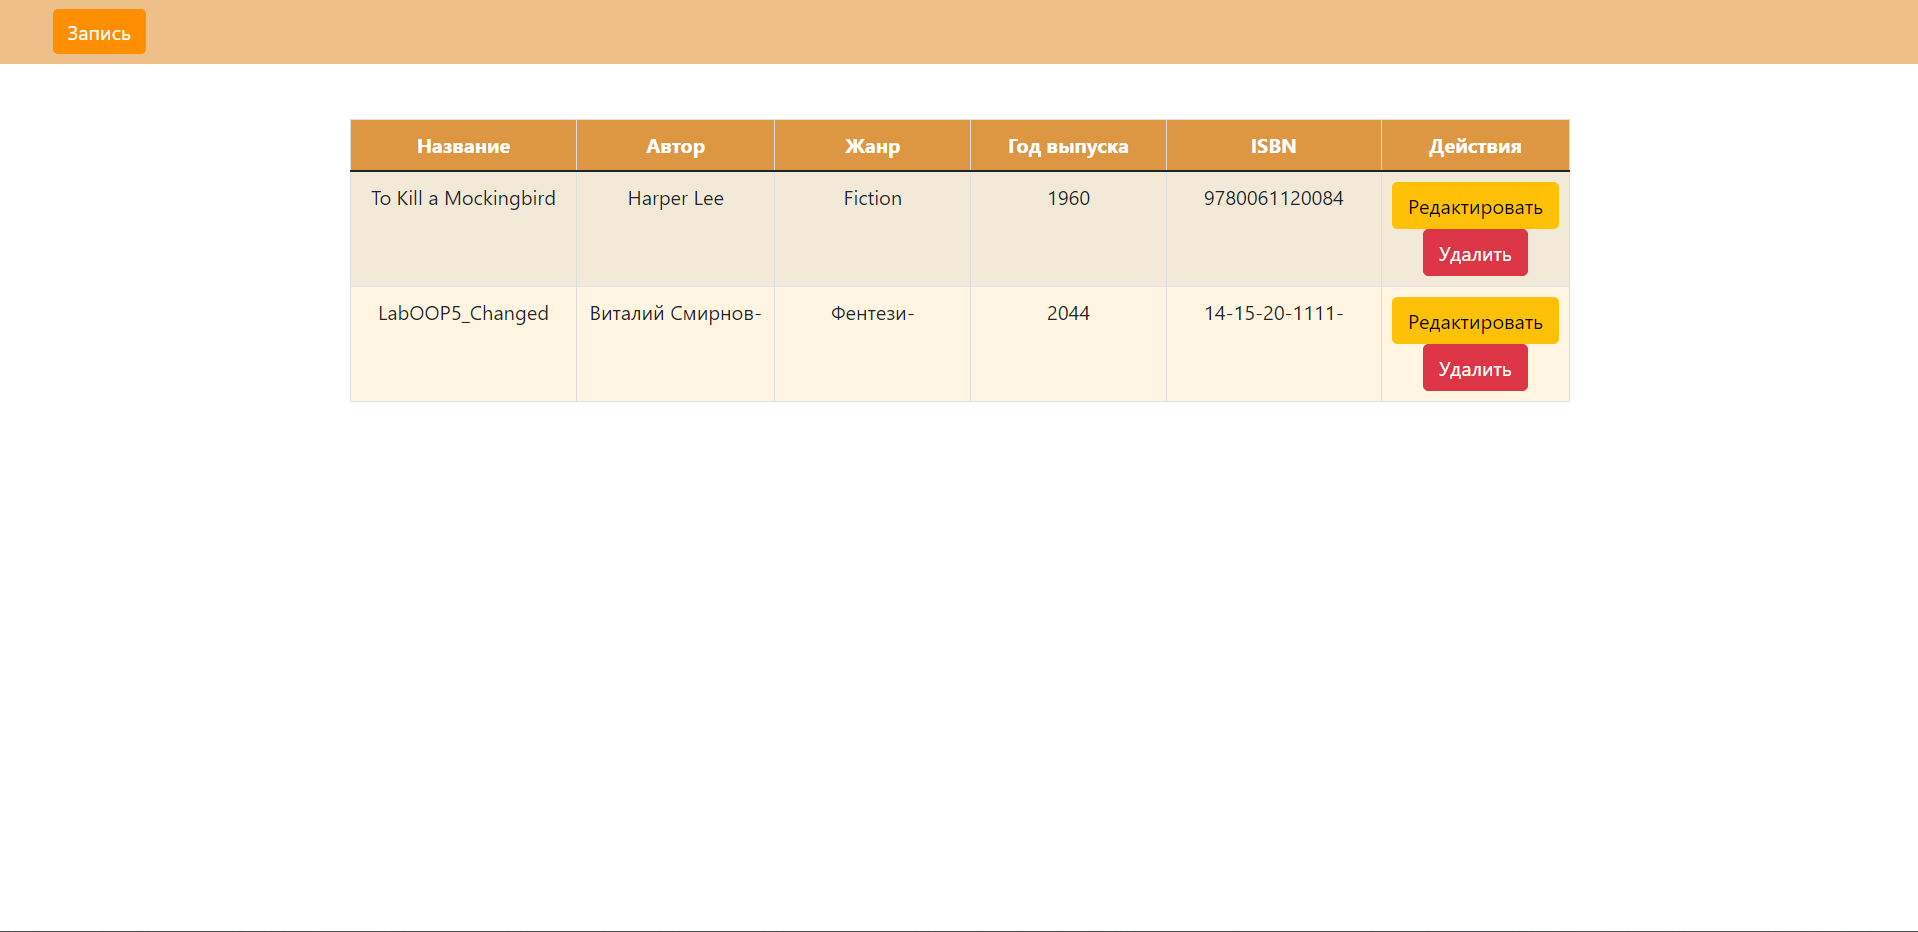 Запись
Название Автор Жанр Год выпуска ISBN Действия
To Kill a Mockingbird Harper Lee Fiction 1960 9780061120084 Редактировать
Удалить
LabOOP5_Changed Виталий Смирнов- Фентези- 2044 14-15-20-1111- Редактировать
Удалить